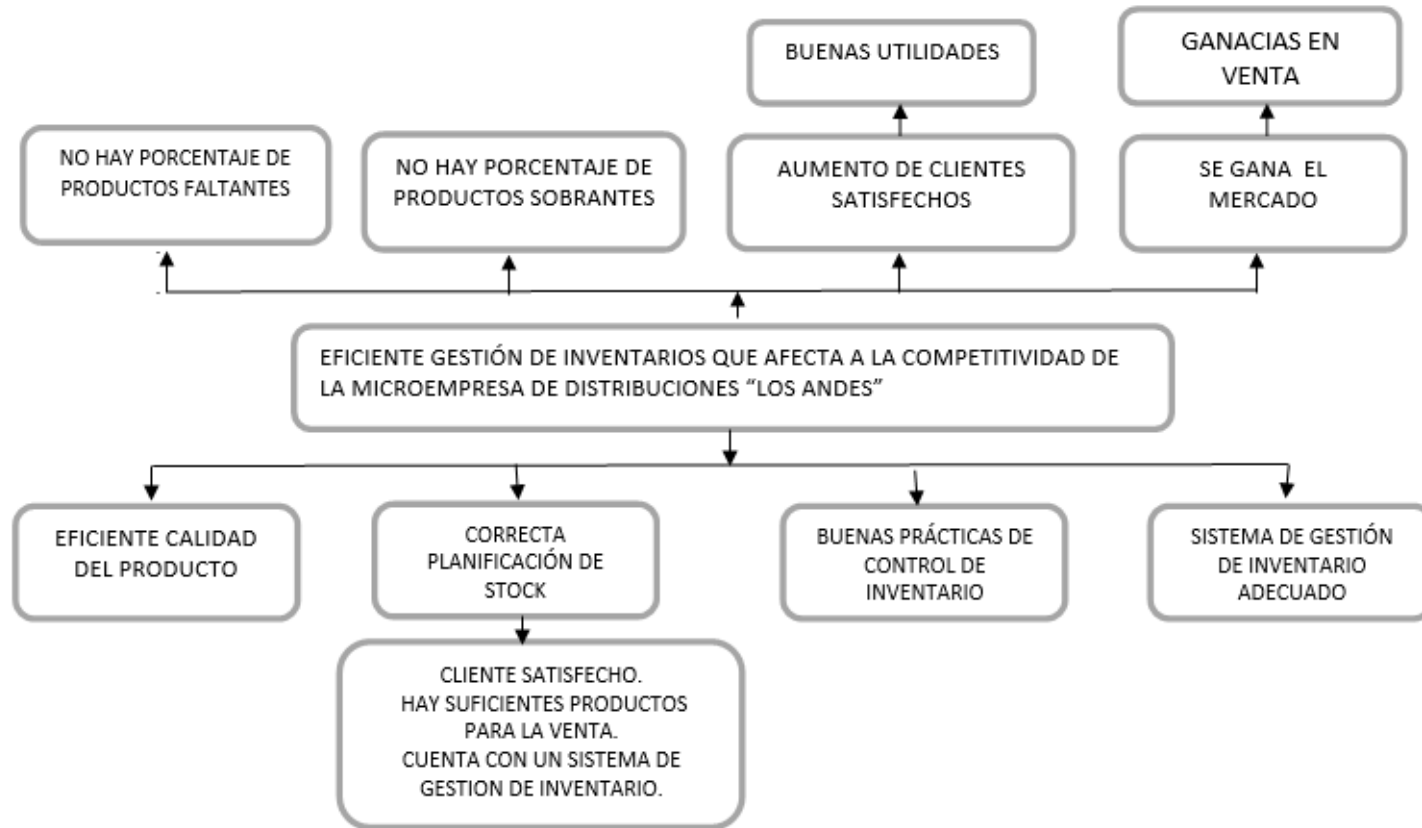 BUENAS UTILIDADES
GANACIAS EN
VENTA
NO HAY PORCENTAJE DE
PRODUCTOS FALTANTES
NO HAY PORCENTAJE DE
PRODUCTOS SOBRANTES
AUMENTO DE CLIENTES
SATISFECHOS
SE GANA EL
MERCADO
EFICIENTE GESTIÓN DE INVENTARIOS QUE AFECTA A LA COMPETITIVIDAD DE
LA MICROEMPRESA DE DISTRIBUCIONES “LOS ANDES”
EFICIENTE CALIDAD
DEL PRODUCTO
CORRECTA
PLANIFICACIÓN DE
STOCK
BUENAS PRÁCTICAS DE
CONTROL DE
INVENTARIO
SISTEMA DE GESTIÓN
DE INVENTARIO
ADECUADO
CLIENTE SATISFECHO.
HAY SUFICIENTES PRODUCTOS
PARA LA VENTA.
CUENTA CON UN SISTEMA DE
GESTION DE INVENTARIO.